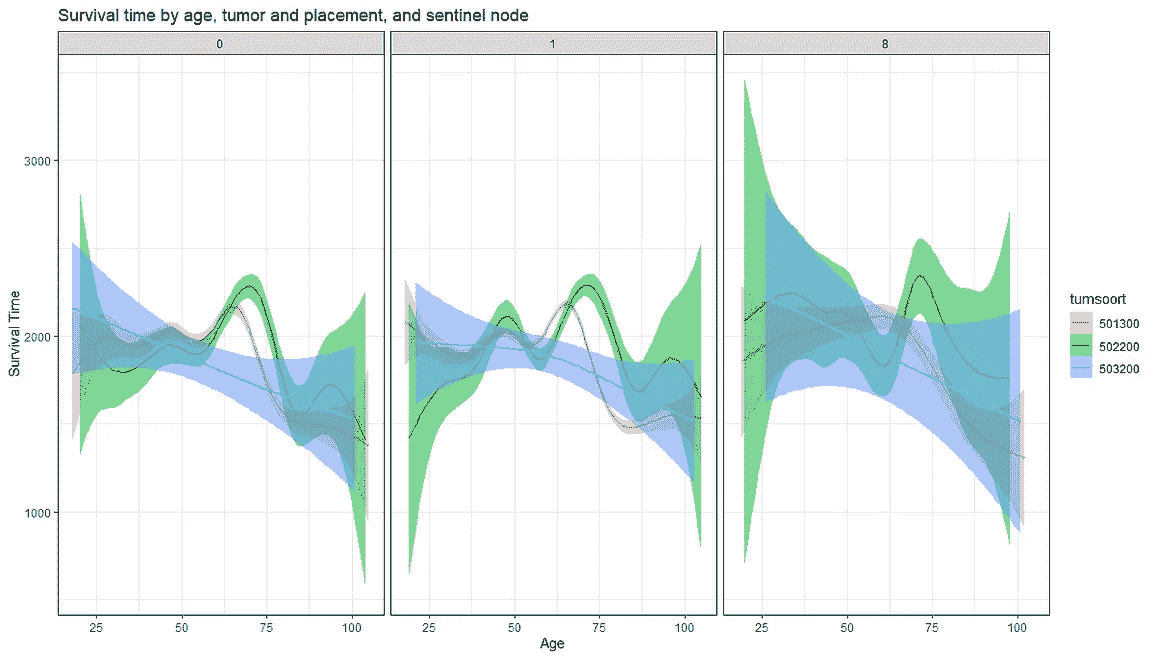 Survival time by age, tumor and placement, and sentinel node
0 1 8
3000
2000
1000
Survival Time
25 50 75 100 25 50 75 100 25 50 75 100
Age
tumsoort
501300
502200
503200